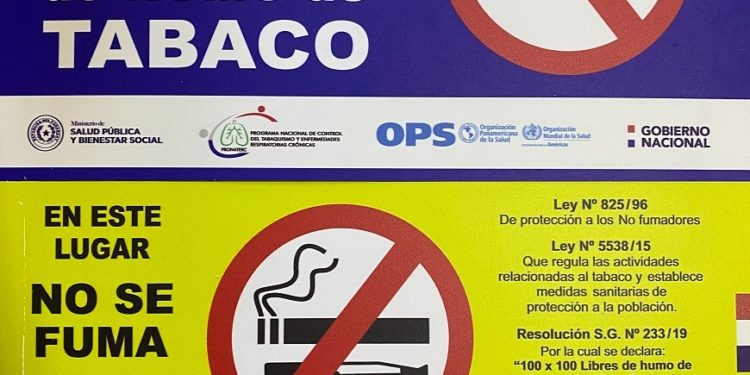 de Humo de
TABACO
Ministerio de
SALUD PÚBLICA
Y BIENESTAR SOCIAL
PRONATERC
PROGRAMA NACIONAL DE CONTROL
DEL TABAQUISMO Y ENFERMEDADES
RESPIRATORIAS CRÓNICAS
OPS
Organización
Panamericana
de la Salud
Organización
Mundial de la Salud
Américas
GOBIERNO
NACIONAL
EN ESTE
LUGAR
NO SE
FUMA
Ley Nº 825/96
De protección a los No fumadores
Ley Nº 5538/15
Que regula las actividades
relacionadas al tabaco y establece
medidas sanitarias de
protección a la población.
Resolución S.G. Nº 233/19
Por la cual se declara:
“100 x 100 Libres de humo de